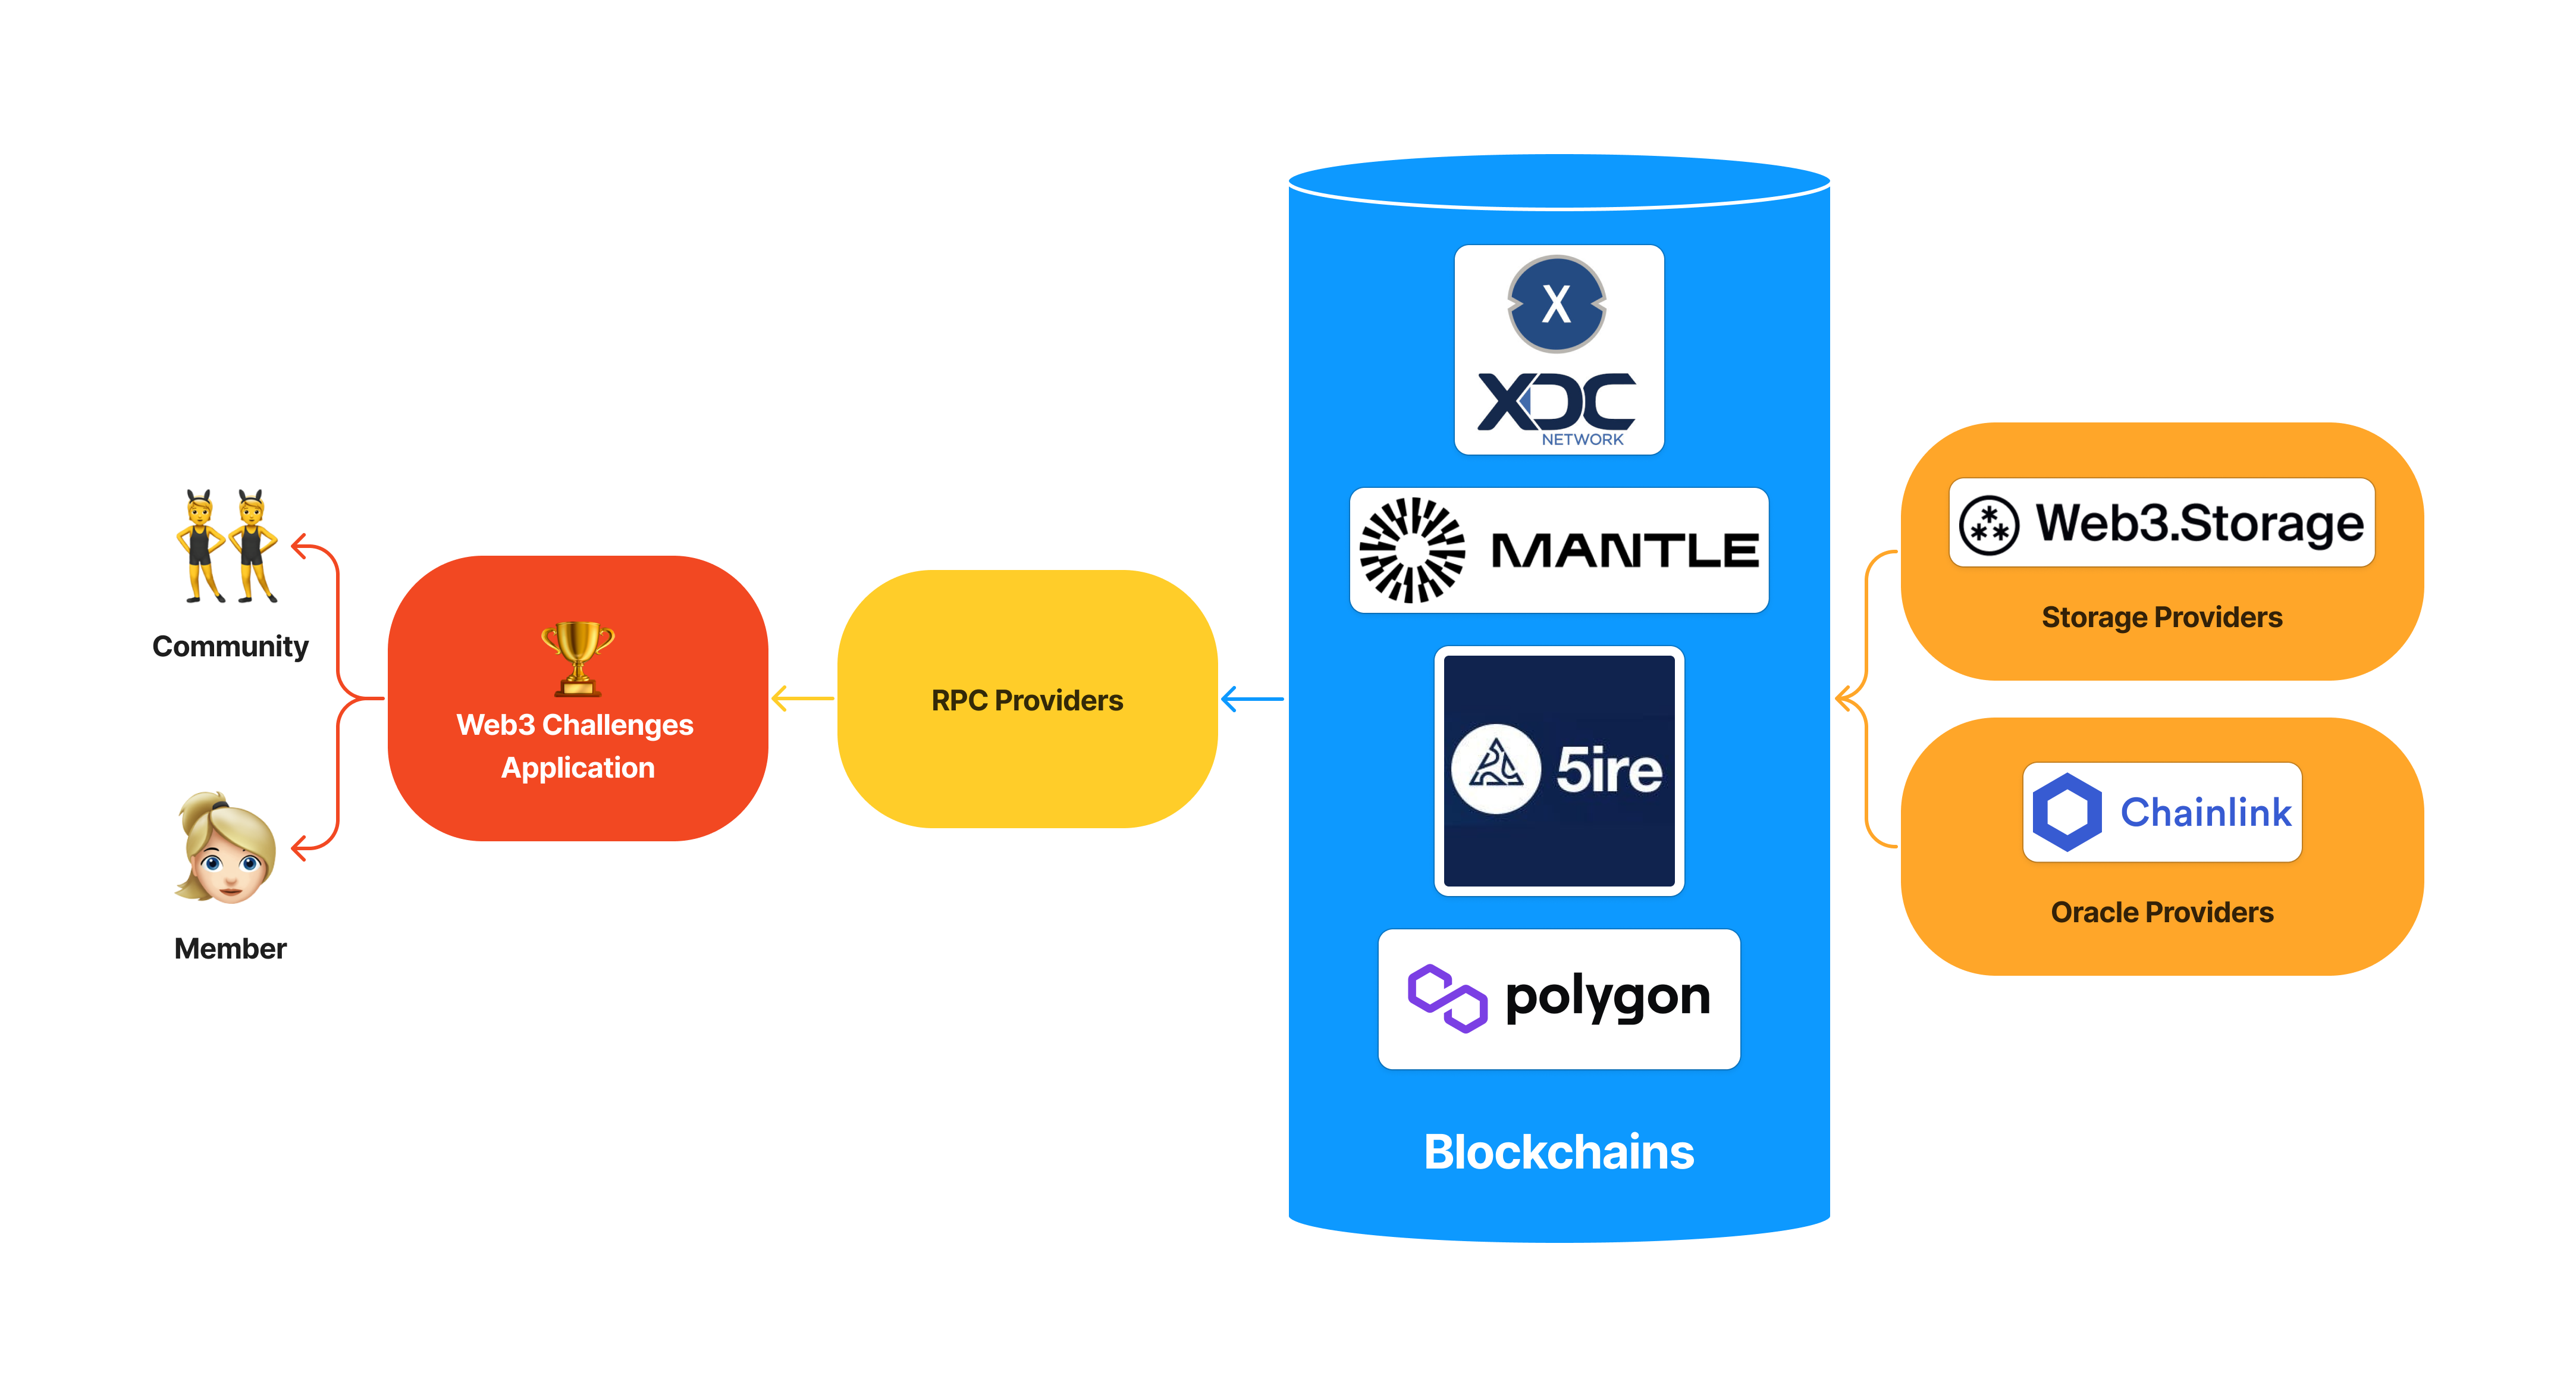 Community
Member
Web3 Challenges
Application
RPC Providers
X
XDC
NETWORK
MANTLE
5ire
polygon
Blockchains
Web3.Storage
Storage Providers
Chainlink
Oracle Providers